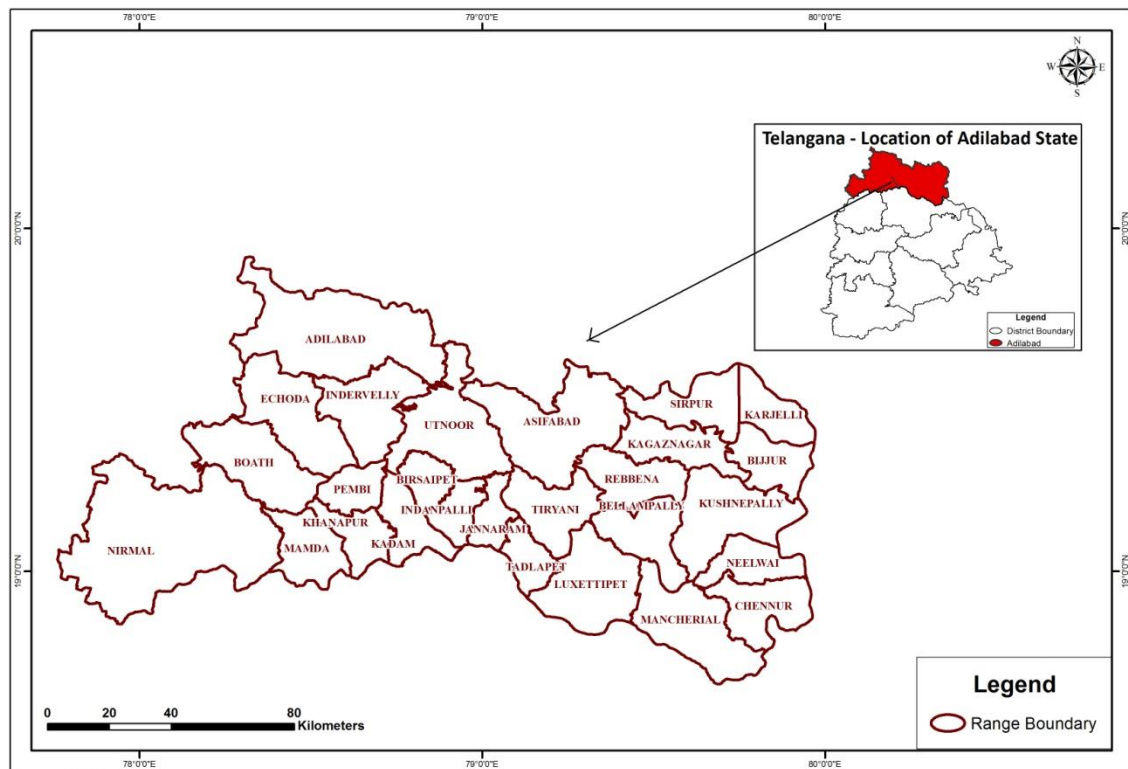 78°0'0"E
79°0'0"E
80°0'0"E
N
W E
S
Telangana - Location of Adilabad State
20°0'0"N
20°0'0"N
Legend
District Boundary
Adilabad
ADILABAD
ECHODA
INDERVELLY
UTNOOR
ASIFABAD
SIRPUR
KARJELLI
KAGAZNAGAR
BOATH
BIJJUR
BIRSAIPET
REBBENA
PEMBI
KUSHNEPALLY
BELLAMPALLY
INDANPALLI
TIRYANI
KHANAPUR
JANNARAM
KADAM
MAMDA
NIRMAL
NEELWAI
TADLAPET
LUXETTIPET
CHENNUR
MANCHERIAL
19°0'0"N
19°0'0"N
Legend
Range Boundary
0 20 40 80
Kilometers
78°0'0"E
79°0'0"E
80°0'0"E